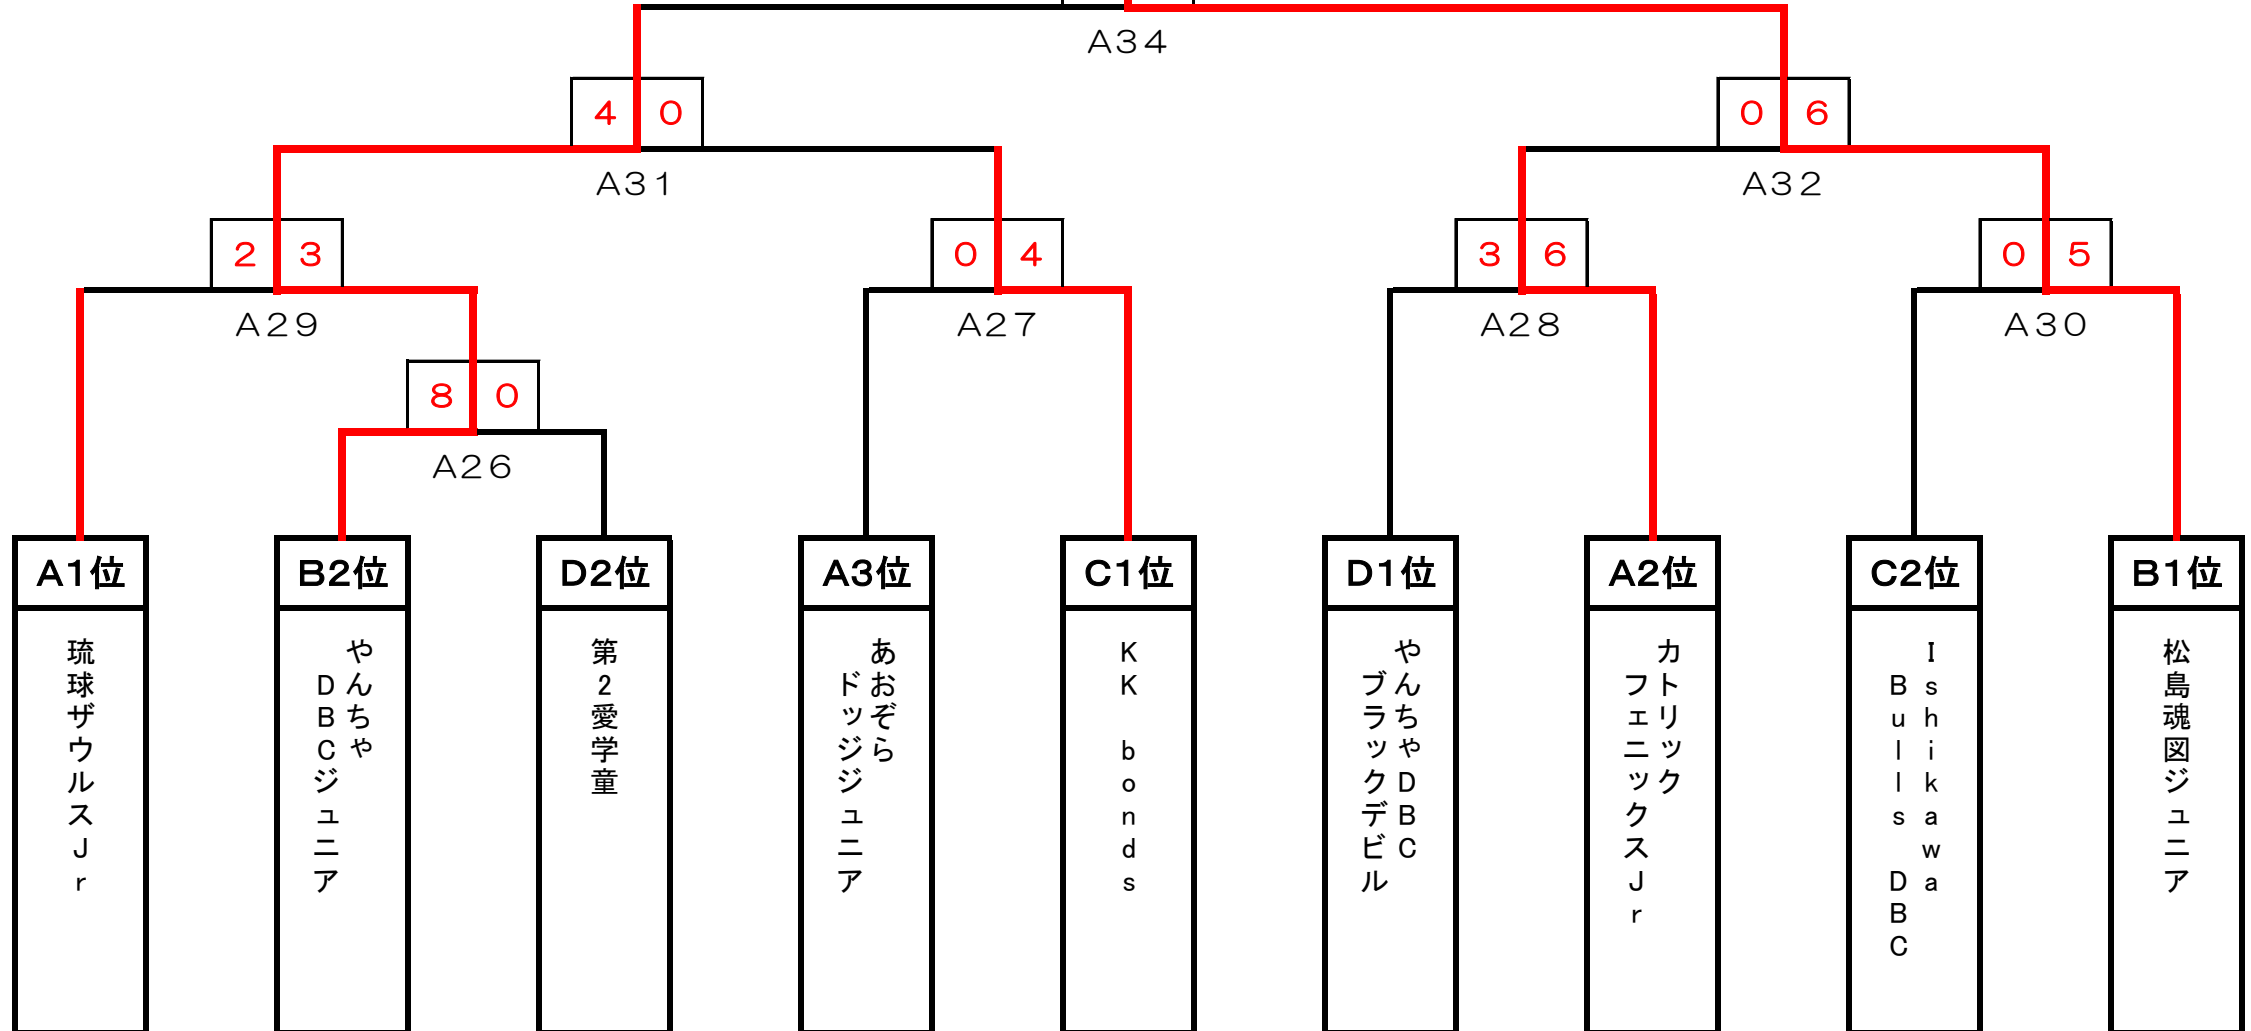 A34
4 0
0 6
A31
A32
2 3
0 4
3 6
0 5
A29
A27
A28
A30
8 0
A26
A1位
B2位
D2位
A3位
C1位
D1位
A2位
C2位
B1位
琉球ザウルスJr
やんちゃ
DBCジュニア
第2愛学童
あおぞら
ドッジジュニア
KK bonds
やんちゃDBC
ブラックデビル
カトリック
フェニックスJr
Ishikawa
Bulls DBC
松島魂図ジュニア